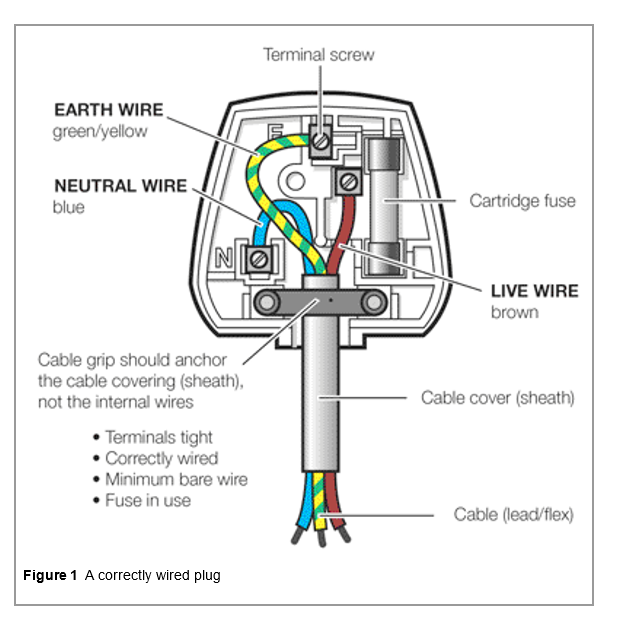 Terminal screw
EARTH WIRE
green/yellow
E
NEUTRAL WIRE
blue
Cartridge fuse
N
LIVE WIRE
brown
Cable grip should anchor
the cable covering (sheath),
not the internal wires
Cable cover (sheath)
• Terminals tight
• Correctly wired
• Minimum bare wire
• Fuse in use
Cable (lead/flex)
Figure 1 A correctly wired plug